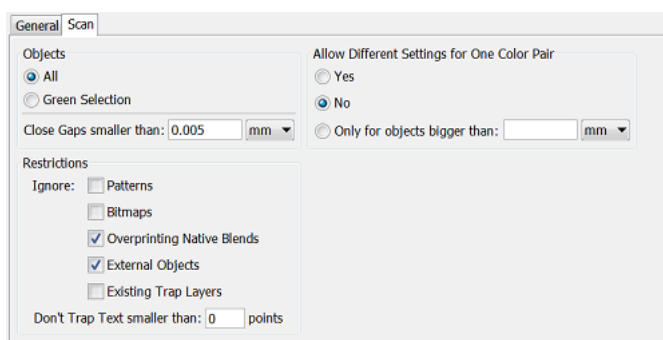 General Scan
Objects
All
Green Selection
Close Gaps smaller than: 0.005 mm
Allow Different Settings for One Color Pair
Yes
No
Only for objects bigger than: mm
Restrictions
Ignore: Patterns
Bitmaps
Overprinting Native Blends
External Objects
Existing Trap Layers
Don't Trap Text smaller than: 0 points